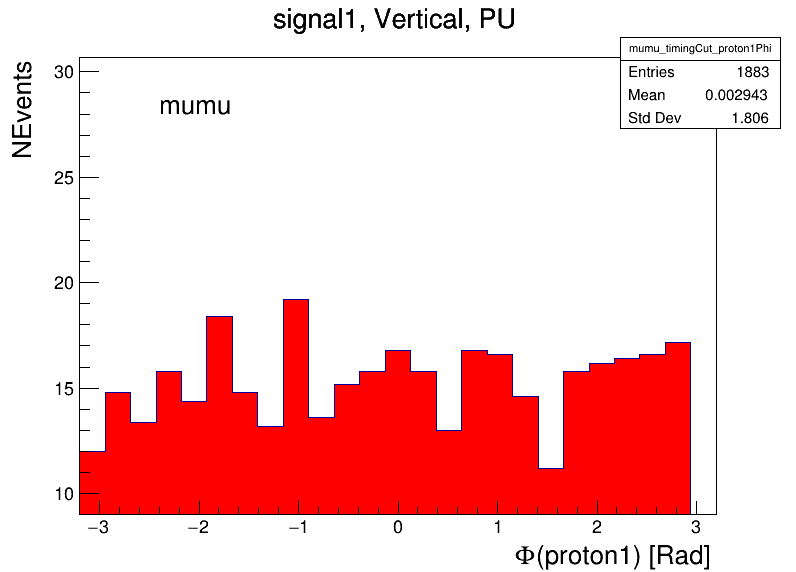 signal1, Vertical, PU
mumu_timingCut_proton1Phi
Entries 1883
Mean 0.002943
Std Dev 1.806
NEvents
mumu
30
25
20
15
10
−3 −2 −1 0 1 2 3
Φ(proton1) [Rad]